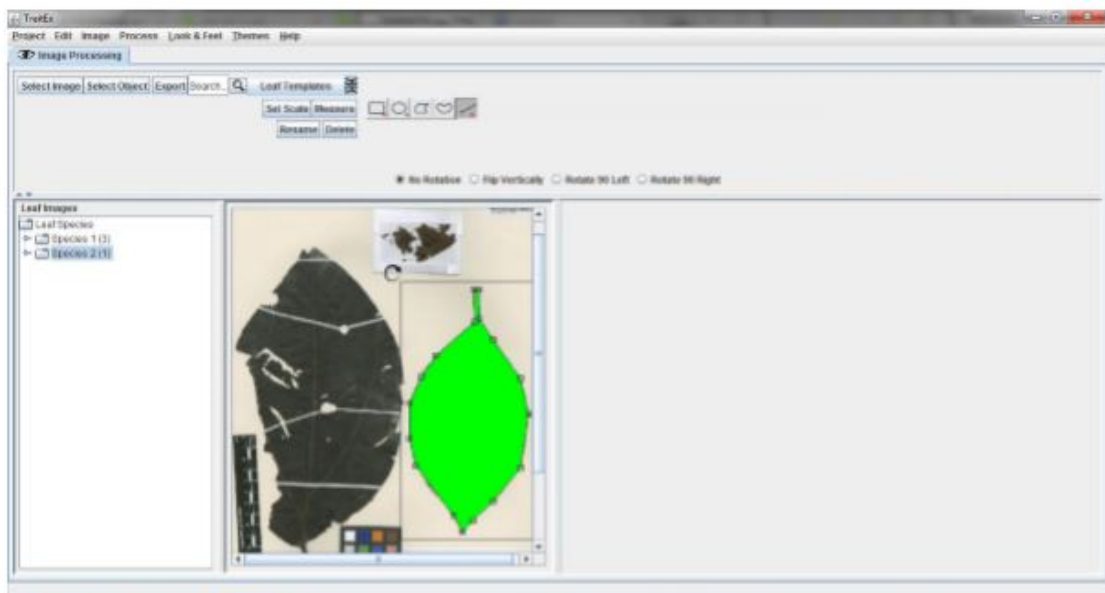 TraitEx
Project Edit Image Process Look & Feel Themes Help
Image Processing
Select Image Select Object Export Search... Leaf Templates
Set Scale Measure
Rename Delete
No Rotation Flip Vertically Rotate 90 Left Rotate 90 Right
Leaf Images
Leaf Species
Species 1 (3)
Species 2 (1)